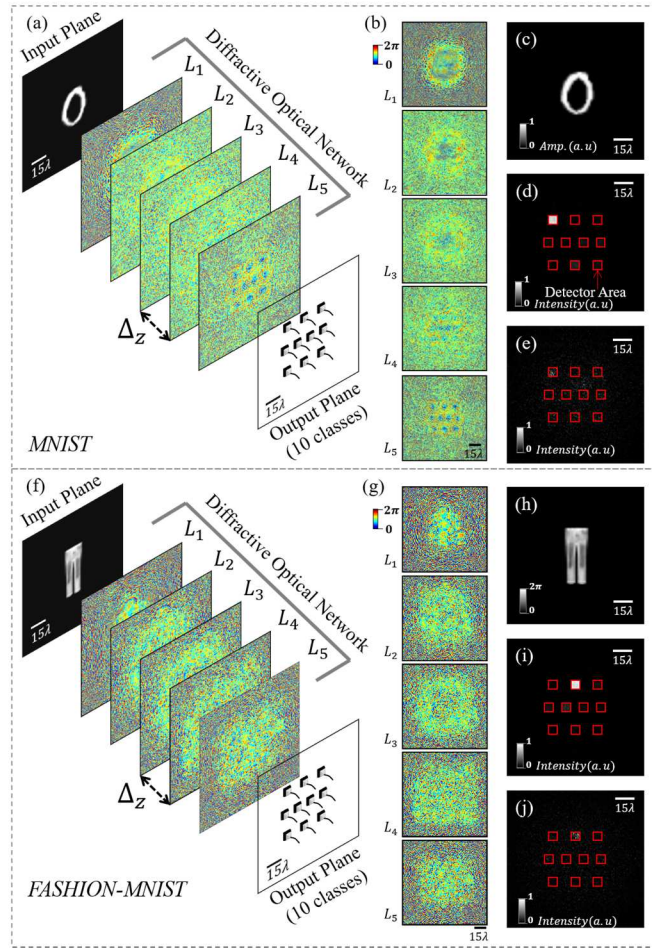 (a)
Input Plane
15λ
Diffractive Optical Network
L₁
L₂
L₃
L₄
L₅
Δz
15λ
Output Plane
(10 classes)
MNIST
(b)
2π
0
L₁
L₂
L₃
L₄
L₅
15λ
(c)
1
0
Amp.(a.u)
15λ
(d)
15λ
Detector Area
1
0
Intensity(a.u)
(e)
15λ
1
0
Intensity(a.u)
(f)
Input Plane
15λ
Diffractive Optical Network
L₁
L₂
L₃
L₄
L₅
Δz
15λ
Output Plane
(10 classes)
FASHION-MNIST
(g)
2π
0
L₁
L₂
L₃
L₄
L₅
15λ
(h)
2π
0
15λ
(i)
15λ
1
0
Intensity(a.u)
(j)
15λ
1
0
Intensity(a.u)